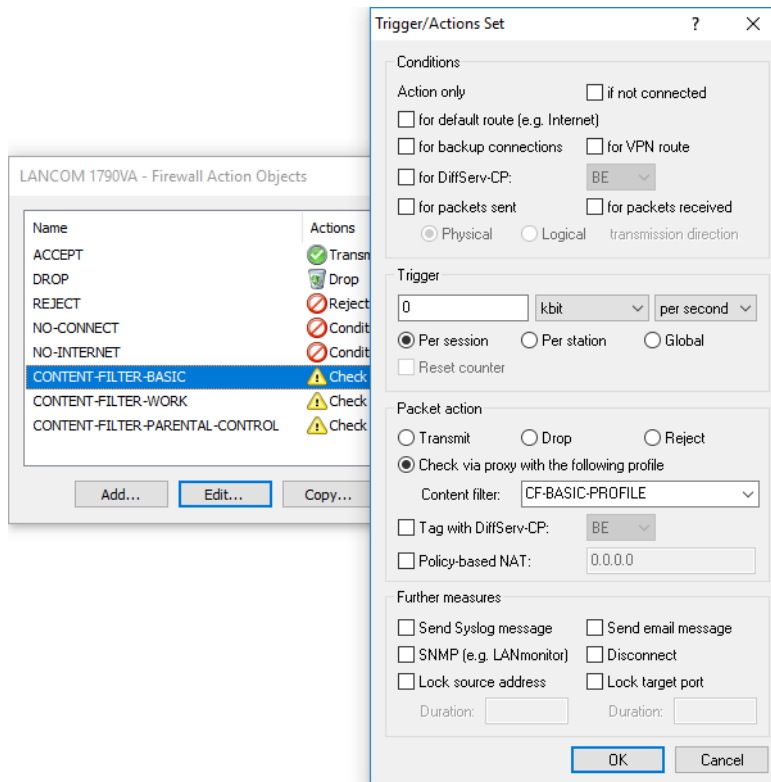 LANCOM 1790VA - Firewall Action Objects
Name Actions
ACCEPT Transm
DROP Drop
REJECT Reject
NO-CONNECT Condit
NO-INTERNET Condit
CONTENT-FILTER-BASIC Check
CONTENT-FILTER-WORK Check
CONTENT-FILTER-PARENTAL-CONTROL Check
Add... Edit... Copy...
Trigger/Actions Set ?
Conditions
Action only if not connected
for default route (e.g. Internet)
for backup connections for VPN route
for DiffServ-CP: BE
for packets sent for packets received
Physical Logical transmission direction
Trigger
0 kbit per second
Per session Per station Global
Reset counter
Packet action
Transmit Drop Reject
Check via proxy with the following profile
Content filter: CF-BASIC-PROFILE
Tag with DiffServ-CP: BE
Policy-based NAT: 0.0.0.0
Further measures
Send Syslog message Send email message
SNMP (e.g. LANmonitor) Disconnect
Lock source address Lock target port
Duration: Duration:
OK Cancel